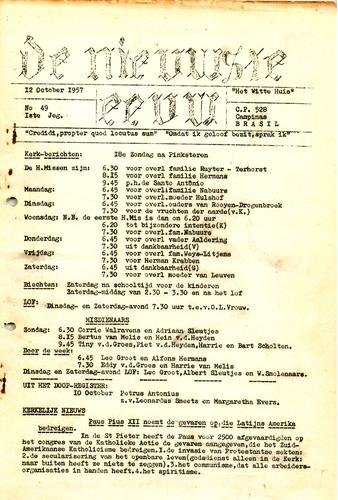 de nieuwste
12 October 1957 "Het Witte Huis"
eeuw
No 49 C.P. 528
1ste Jrg. Campinas
BRASIL
"Credidi,propter quod locutus sum" "Omdat ik geloof bezit,sprak ik"
Kerk-berichten: 18e Zondag na Pinksteren
De H.Missen zijn: 6.30 voor overl familie Ruyter - Terhorst
8.15 voor overl familie Hermans
9.45 p.h.de Santo Antônio
Maandag: 6.45 voor overl.familie Nabuurs
7.30 voor overl.moeder Hulshof
Dinsdag: 6.45 voor overl.ouders van Rooyen-Drogenbroek
7.30 voor de vruchten der aarde(v.K.)
Woensdag: N.B. de eerste H.Mis is dan om 6.20 uur
6.20 tot bijzondere intentie(K)
7.30 voor overl.fam.Nabuurs
Donderdag: 6.45 voor overl vader Aaldering
7.30 uit dankbaarheid(V)
Vrijdag: 6.45 voor overl fam.Weys-Litjens
7.30 voor Herman Krabben
Zaterdag: 6.45 uit dankbaarheid(G)
7.30 voor overl moeder van Leuven
Biechten: Zaterdag na schooltijd voor de kinderen
Zaterdag-middag van 2.30 - 3.30 en na het lof
LOF: Dinsdag- en Zaterdag-avond 7.30 uur t.e.v.O.L.Vrouw.
MISDIENAARS
Zondag: 6.30 Corrie Walravens en Adriaan Sleutjes
8.15 Bertus van Melis en Hein v.d.Heyden
9.45 Tiny v.d.Groes,Piet v.d.Heyden,Harrie en Bart Scholten.
Door de week:
6.45 Leo Groot en Alfons Hermans
7.30 Eddy v.d.Groes en Harrie van Melis
Dinsdag en Zaterdag-avond LOF: Leo Groot,Albert Sleutjes en W.Smolenaars.
UIT HET DOOP-REGISTER:
10 October Petrus Antonius
z.v.Leonardus Smeets en Margaretha Evers.
KERKELIJK NIEUWS
Paus Pius XII noemt de gevaren op,die Latijns Amerika
bedreigen.
In de St Pieter heeft de Paus voor 2500 afgevaardigden op
het congres van de Katholieke Actie de gevaren aangegeven,die het Zuid-
Amerikaanse Katholicisme bedreigen.1.de invasie van Protestantse sekten:
2.de secularisering van het openbare leven(godsdienst alleen in de Kerk:
naar buiten heeft ze niets te zeggen).3.het communisme,dat alle arbeiders-
organisaties in handen heeft.4.het spiritisme.